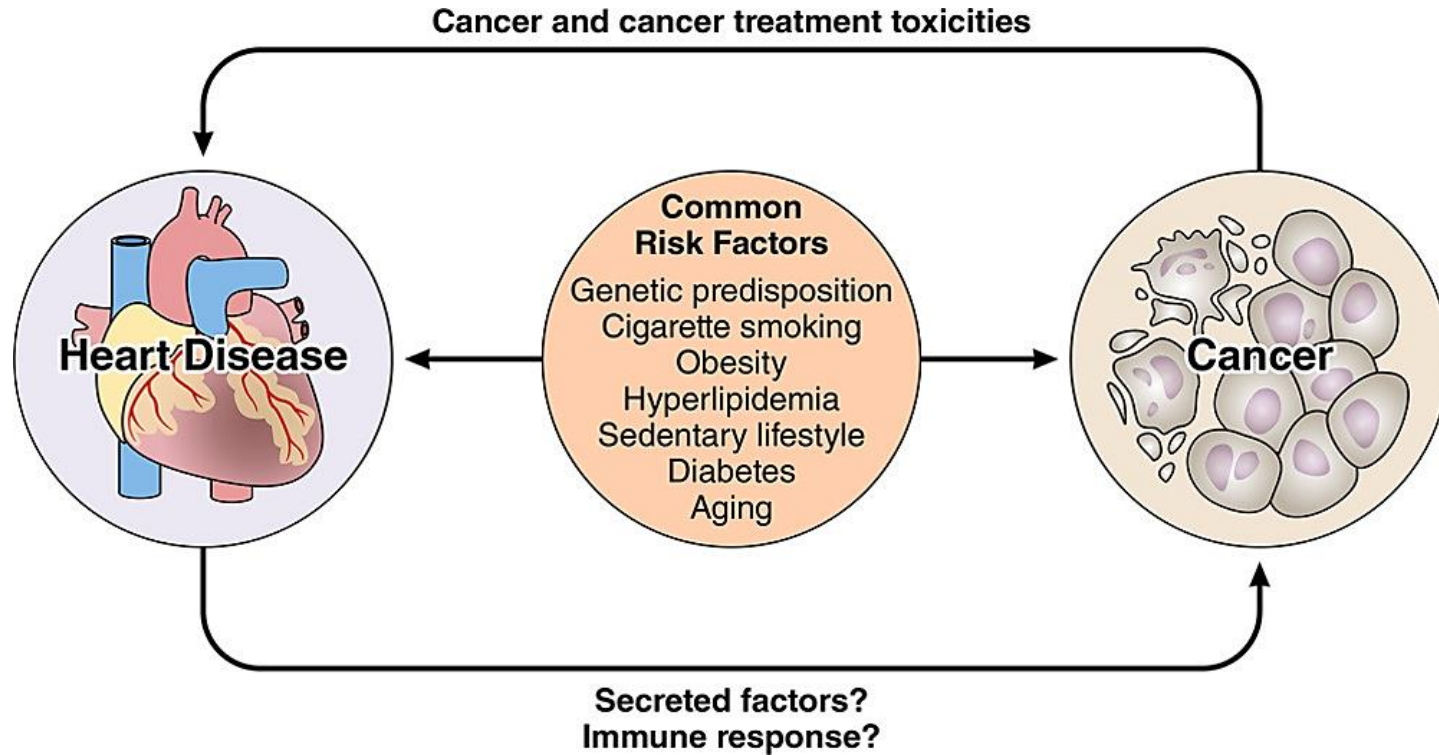 Cancer and cancer treatment toxicities
Heart Disease
Common
Risk Factors
Genetic predisposition
Cigarette smoking
Obesity
Hyperlipidemia
Sedentary lifestyle
Diabetes
Aging
Cancer
Secreted factors?
Immune response?